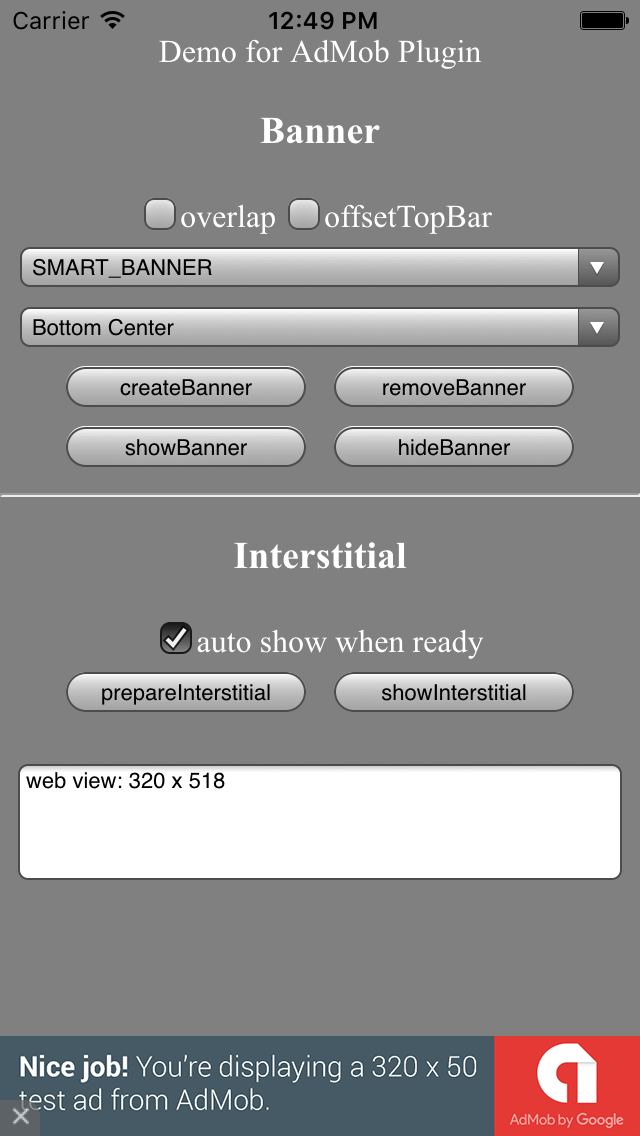 Carrier 12:49 PM
Demo for AdMob Plugin
Banner
overlap offsetTopBar
SMART_BANNER
Bottom Center
createBanner removeBanner
showBanner hideBanner
Interstitial
auto show when ready
prepareInterstitial showInterstitial
web view: 320 x 518
Nice job! You're displaying a 320 x 50
test ad from AdMob.
AdMob by Google